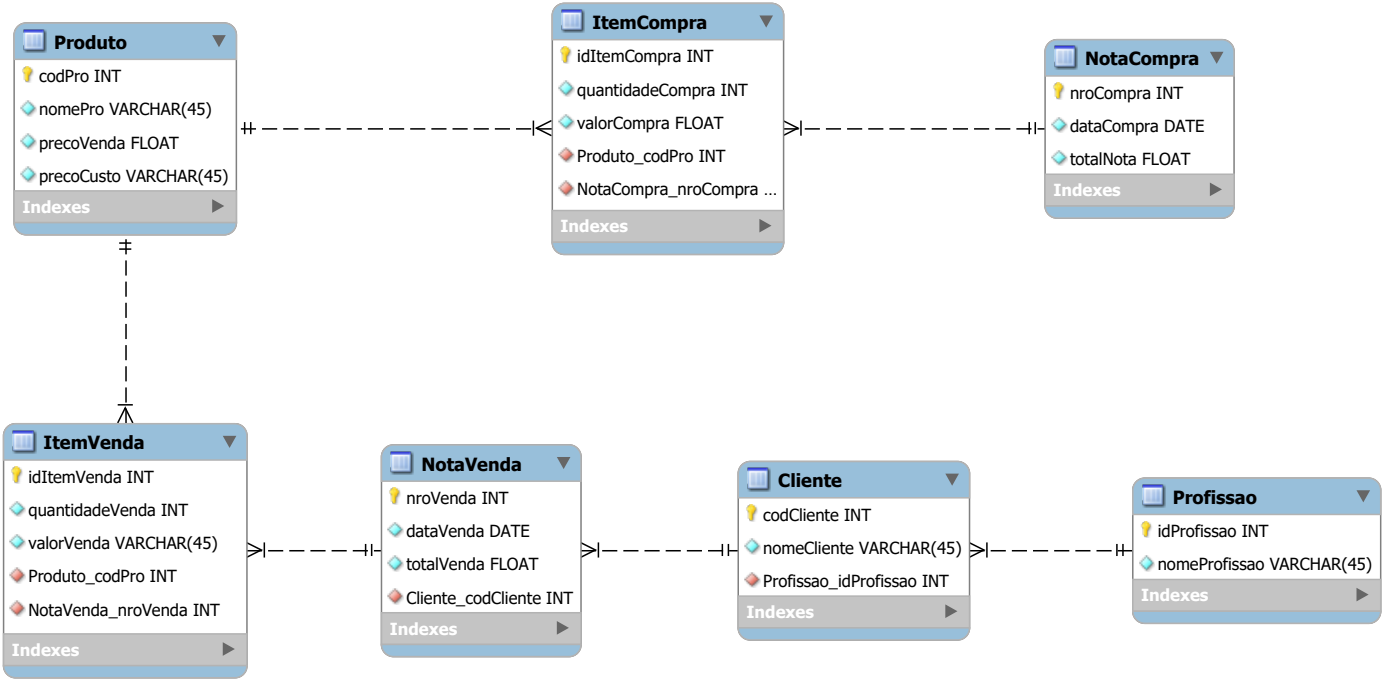 Produto
codPro INT
nomePro VARCHAR(45)
precoVenda FLOAT
precoCusto VARCHAR(45)
Indexes
ItemCompra
idItemCompra INT
quantidadeCompra INT
valorCompra FLOAT
Produto_codPro INT
NotaCompra_nroCompra ...
Indexes
NotaCompra
nroCompra INT
dataCompra DATE
totalNota FLOAT
Indexes
ItemVenda
idItemVenda INT
quantidadeVenda INT
valorVenda VARCHAR(45)
Produto_codPro INT
NotaVenda_nroVenda INT
Indexes
NotaVenda
nroVenda INT
dataVenda DATE
totalVenda FLOAT
Cliente_codCliente INT
Indexes
Cliente
codCliente INT
nomeCliente VARCHAR(45)
Profissao_idProfissao INT
Indexes
Profissao
idProfissao INT
nomeProfissao VARCHAR(45)
Indexes